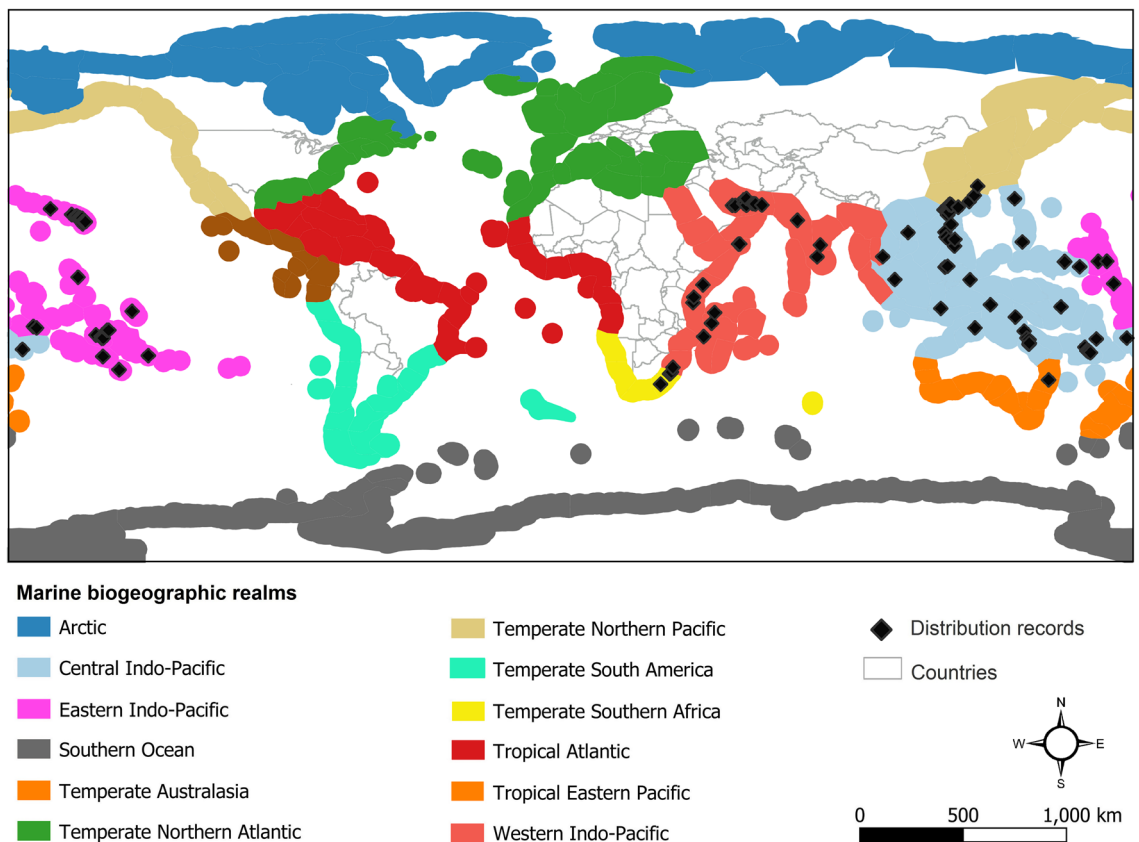 Marine biogeographic realms
Arctic
Central Indo-Pacific
Eastern Indo-Pacific
Southern Ocean
Temperate Australasia
Temperate Northern Atlantic
Temperate Northern Pacific
Temperate South America
Temperate Southern Africa
Tropical Atlantic
Tropical Eastern Pacific
Western Indo-Pacific
Distribution records
Countries
N
W E
S
0 500 1,000 km